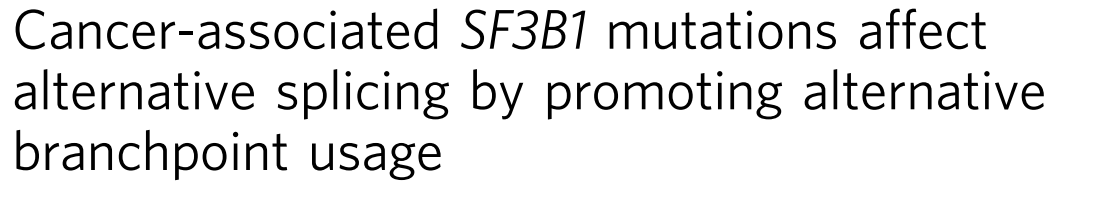 Cancer-associated SF3B1 mutations affect
alternative splicing by promoting alternative
branchpoint usage